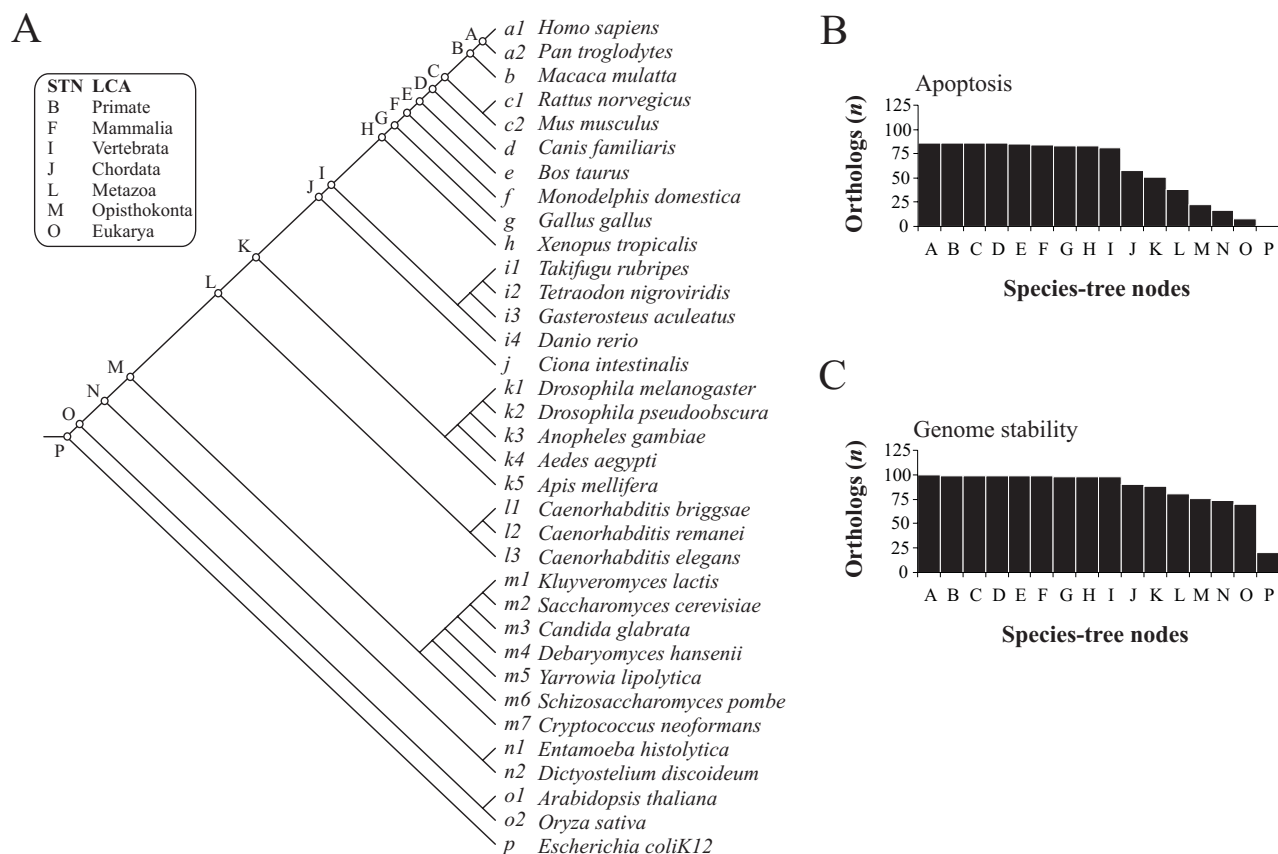 A
STN LCA
B Primate
F Mammalia
I Vertebrata
J Chordata
L Metazoa
M Opisthokonta
O Eukarya
A
B
C
D
E
F
G
H
I
J
K
L
M
N
O
P
a1 Homo sapiens
a2 Pan troglodytes
b Macaca mulatta
c1 Rattus norvegicus
c2 Mus musculus
d Canis familiaris
e Bos taurus
f Monodelphis domestica
g Gallus gallus
h Xenopus tropicalis
i1 Takifugu rubripes
i2 Tetraodon nigroviridis
i3 Gasterosteus aculeatus
i4 Danio rerio
j Ciona intestinalis
k1 Drosophila melanogaster
k2 Drosophila pseudoobscura
k3 Anopheles gambiae
k4 Aedes aegypti
k5 Apis mellifera
l1 Caenorhabditis briggsae
l2 Caenorhabditis remanei
l3 Caenorhabditis elegans
m1 Kluyveromyces lactis
m2 Saccharomyces cerevisiae
m3 Candida glabrata
m4 Debaryomyces hansenii
m5 Yarrowia lipolytica
m6 Schizosaccharomyces pombe
m7 Cryptococcus neoformans
n1 Entamoeba histolytica
n2 Dictyostelium discoideum
o1 Arabidopsis thaliana
o2 Oryza sativa
p Escherichia coliK12
B
Apoptosis
Orthologs (n)
125
100
75
50
25
0
A B C D E F G H I J K L M N O P
Species-tree nodes
C
Genome stability
Orthologs (n)
125
100
75
50
25
0
A B C D E F G H I J K L M N O P
Species-tree nodes